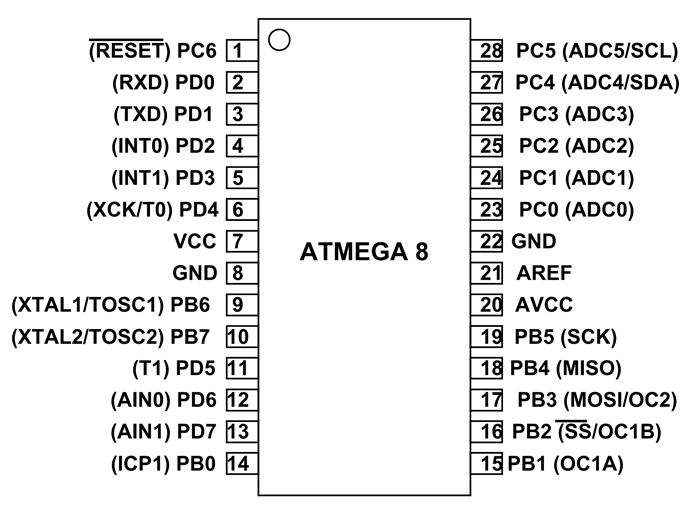 (RESET) PC6 1
(RXD) PD0 2
(TXD) PD1 3
(INT0) PD2 4
(INT1) PD3 5
(XCK/T0) PD4 6
VCC 7
GND 8
(XTAL1/TOSC1) PB6 9
(XTAL2/TOSC2) PB7 10
(T1) PD5 11
(AIN0) PD6 12
(AIN1) PD7 13
(ICP1) PB0 14
ATMEGA 8
28 PC5 (ADC5/SCL)
27 PC4 (ADC4/SDA)
26 PC3 (ADC3)
25 PC2 (ADC2)
24 PC1 (ADC1)
23 PC0 (ADC0)
22 GND
21 AREF
20 AVCC
19 PB5 (SCK)
18 PB4 (MISO)
17 PB3 (MOSI/OC2)
16 PB2 (SS/OC1B)
15 PB1 (OC1A)